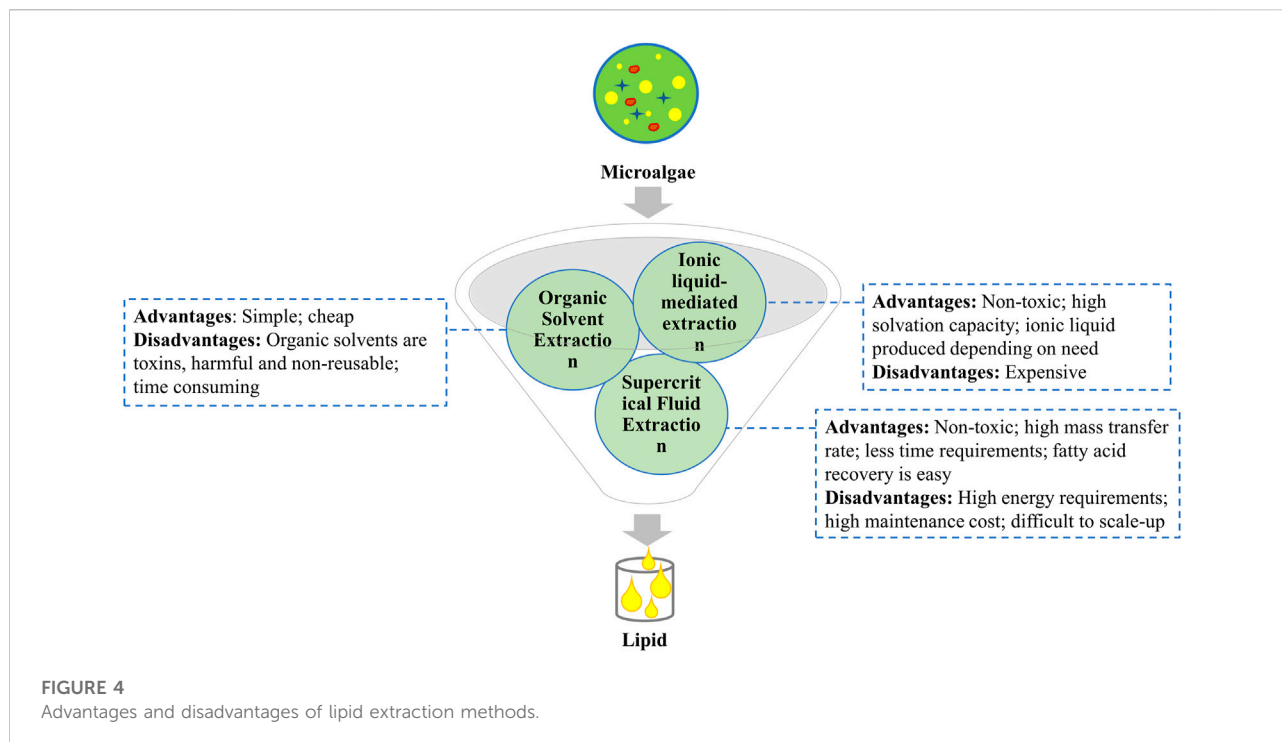 Microalgae
Ionic
liquid-
mediated
extractio
n
Organic
Solvent
Extractio
n
Supercrit
ical Fluid
Extractio
n
Advantages: Simple; cheap
Disadvantages: Organic solvents are
toxins, harmful and non-reusable;
time consuming
Advantages: Non-toxic; high
solvation capacity; ionic liquid
produced depending on need
Disadvantages: Expensive
Advantages: Non-toxic; high mass transfer
rate; less time requirements; fatty acid
recovery is easy
Disadvantages: High energy requirements;
high maintenance cost; difficult to scale-up
Lipid
FIGURE 4
Advantages and disadvantages of lipid extraction methods.